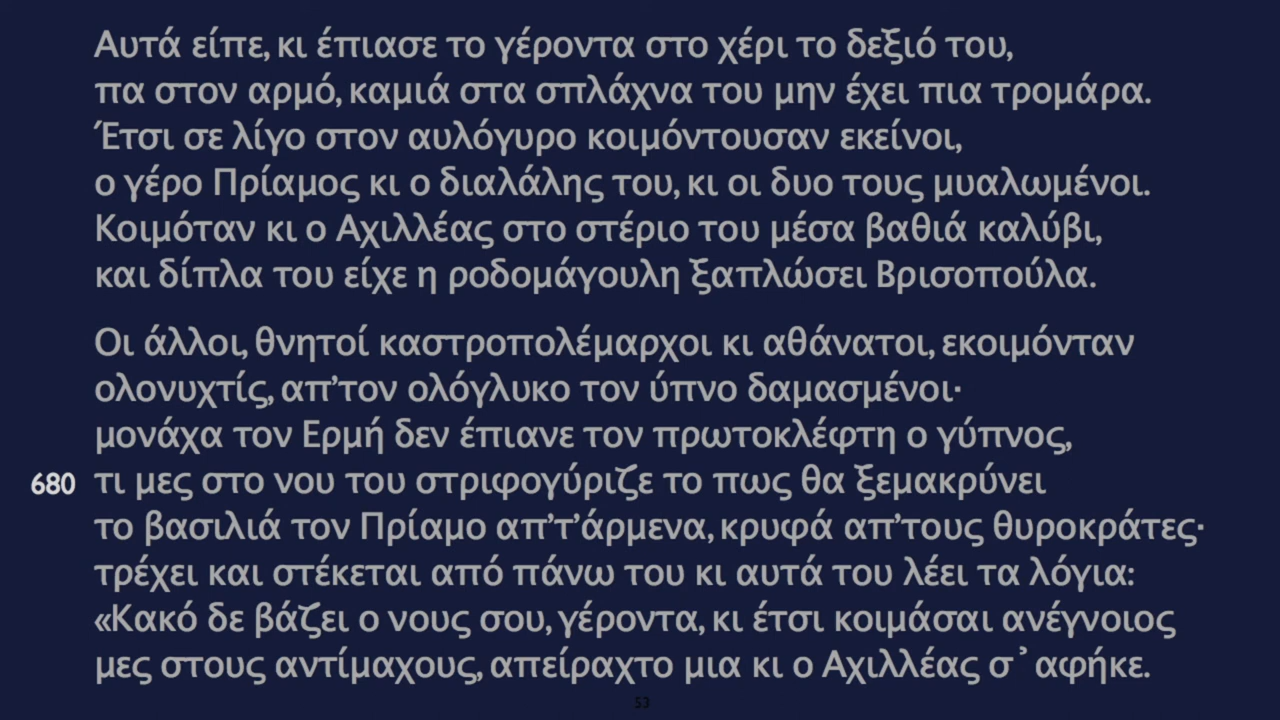 Αυτά είπε, κι έπιασε το γέροντα στο χέρι το δεξιό του,
πα στον αρμό, καμιά στα σπλάχνα του μην έχει πια τρομάρα.
Έτσι σε λίγο στον αυλόγυρο κοιμόντουσαν εκείνοι,
ο γέρο Πρίαμος κι ο διαλάλης του, κι οι δυο τους μυαλωμένοι.
Κοιμόταν κι ο Αχιλλέας στο στέριο του μέσα βαθιά καλύβι,
και δίπλα του είχε η ροδομάγουλη ξαπλώσει Βρισοπούλα.
Οι άλλοι, θνητοί καστροπολέμαρχοι κι αθάνατοι, εκοιμόνταν
ολονυχτίς, απ’τον ολόγλυκο τον ύπνο δαμασμένοι·
μονάχα τον Ερμή δεν έπιανε τον πρωτοκλέφτη ο γύπνος,
680 τι μες στο νου του στριφογύριζε το πως θα ξεμακρύνει
το βασιλιά τον Πρίαμο απ’τ’άρμενα, κρυφά απ’τους θυροκράτες·
τρέχει και στέκεται από πάνω του κι αυτά του λέει τα λόγια:
«Κακό δε βάζει ο νους σου, γέροντα, κι έτσι κοιμάσαι ανέγνοιος
μες στους αντίμαχους, απείραχτο μια κι ο Αχιλλέας σ᾿ αφήκε.
53